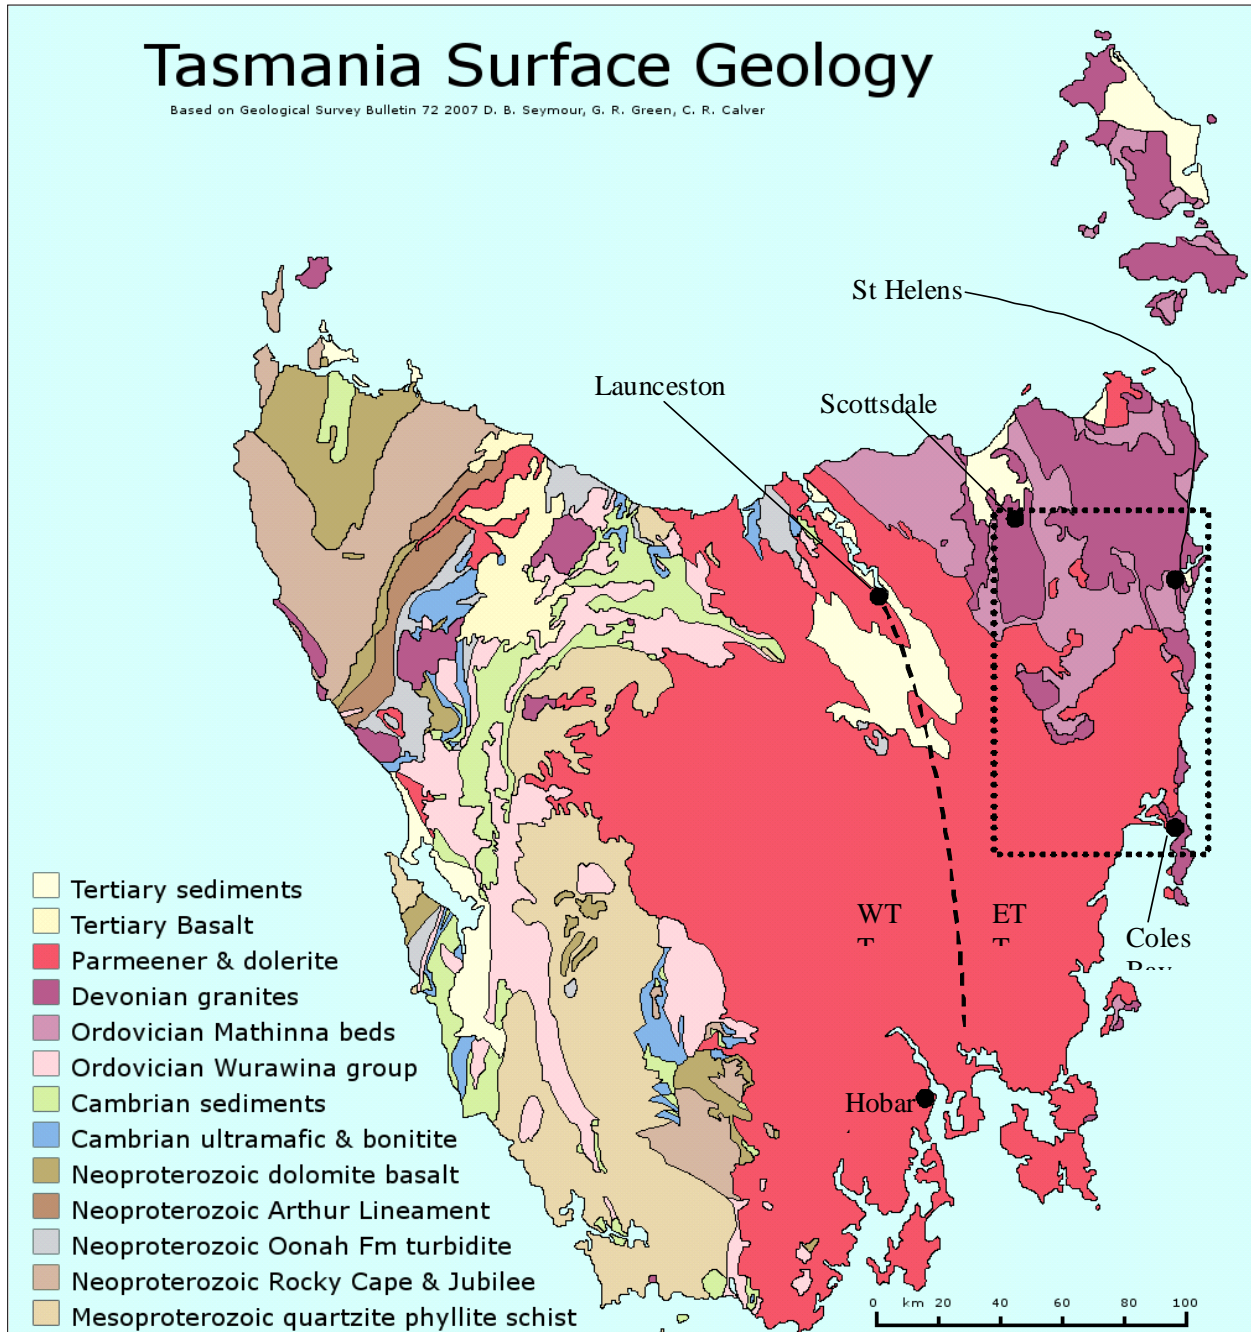 Tasmania Surface Geology
Based on Geological Survey Bulletin 72 2007 D. B. Seymour, G. R. Green, C. R. Calver
St Helens
Launceston
Scottsdale
WT
T
ET
T
Coles
Bay
Hobar
Tertiary sediments
Tertiary Basalt
Parmeener & dolerite
Devonian granites
Ordovician Mathinna beds
Ordovician Wurawina group
Cambrian sediments
Cambrian ultramafic & bonitite
Neoproterozoic dolomite basalt
Neoproterozoic Arthur Lineament
Neoproterozoic Oonah Fm turbidite
Neoproterozoic Rocky Cape & Jubilee
Mesoproterozoic quartzite phyllite schist
0 km 20 40 60 80 100